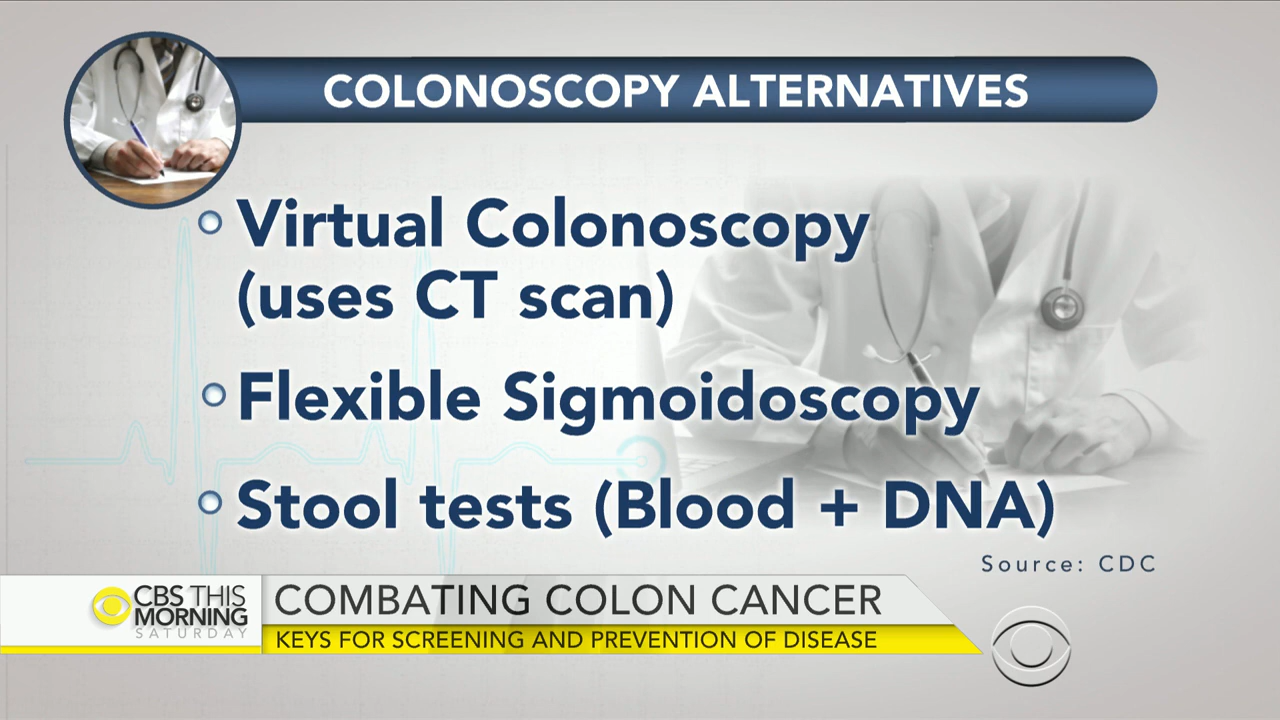 COLONOSCOPY ALTERNATIVES
Virtual Colonoscopy
(uses CT scan)
Flexible Sigmoidoscopy
Stool tests (Blood + DNA)
Source: CDC
CBS THIS
MORNING
SATURDAY
COMBATING COLON CANCER
KEYS FOR SCREENING AND PREVENTION OF DISEASE